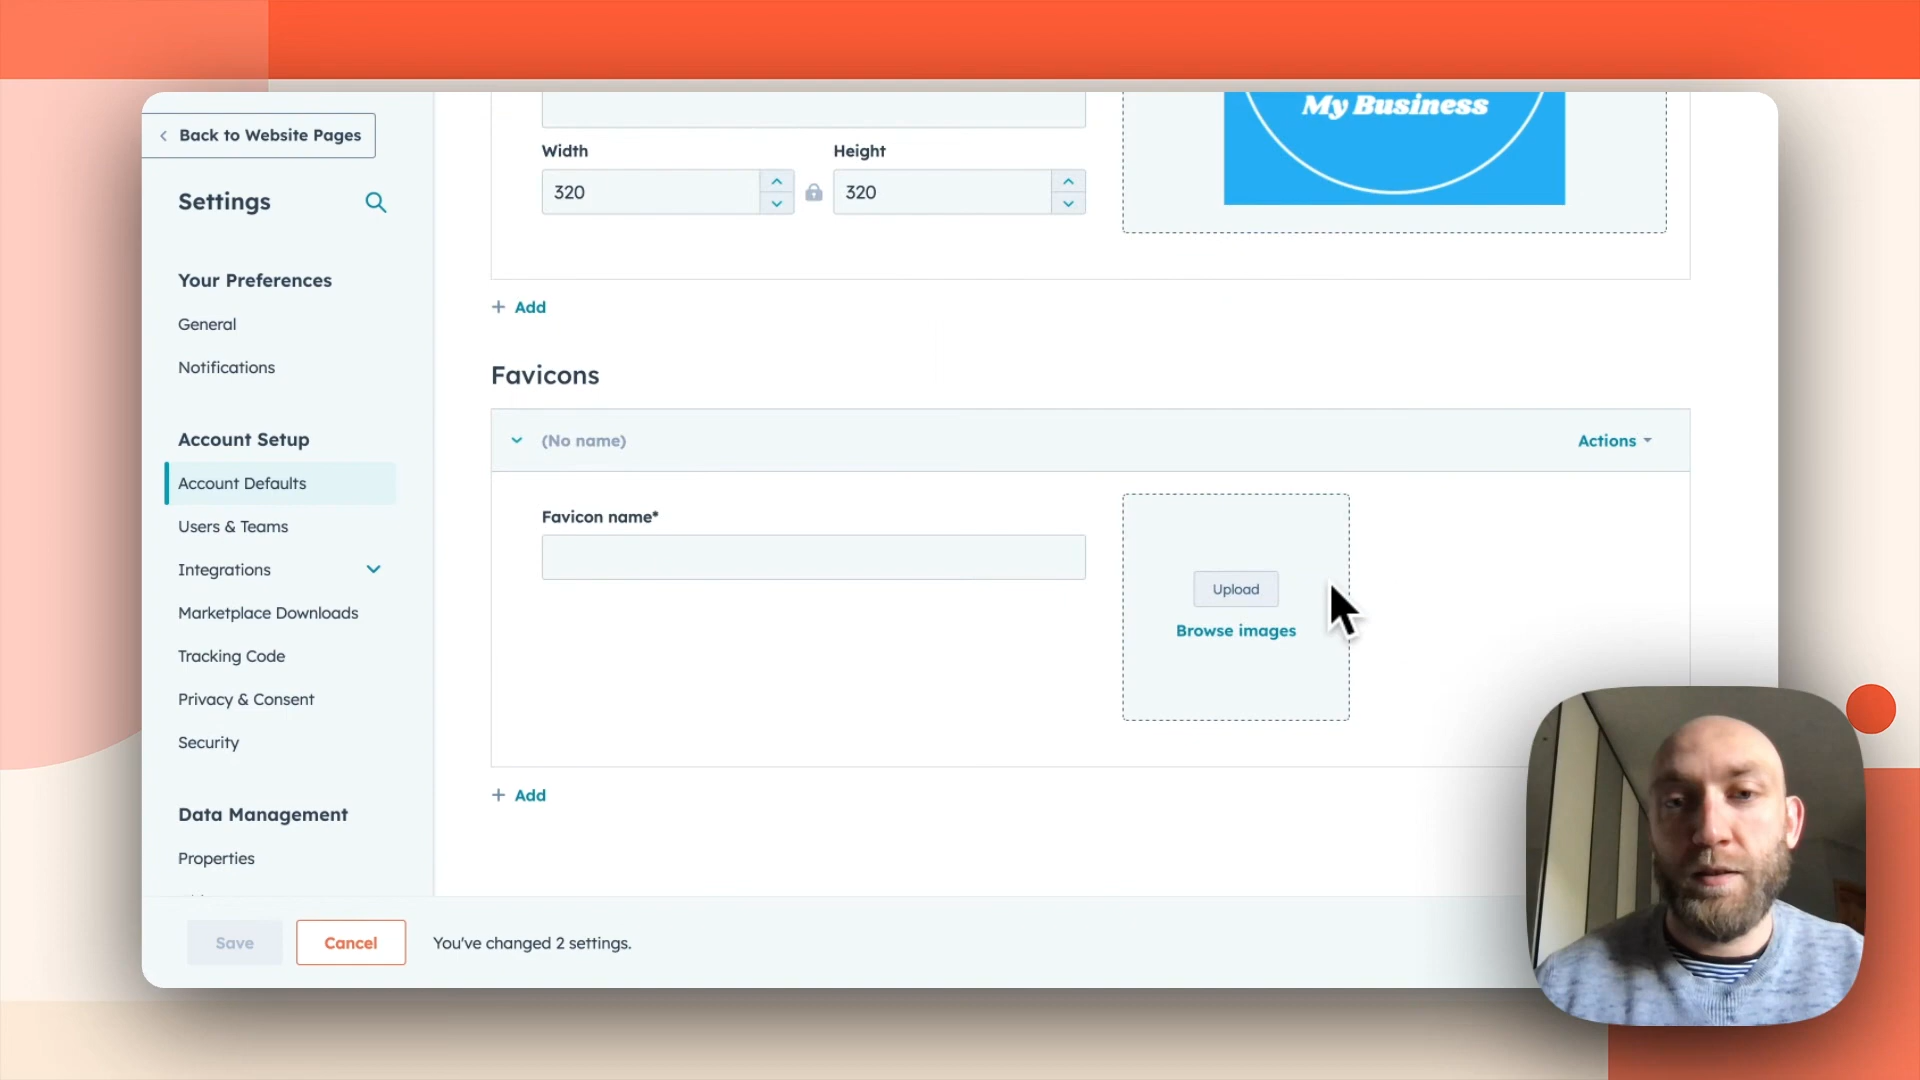 Back to Website Pages
Settings
Your Preferences
General
Notifications
Account Setup
Account Defaults
Users & Teams
Integrations
Marketplace Downloads
Tracking Code
Privacy & Consent
Security
Data Management
Properties
My Business
Width
Height
320
320
+ Add
Favicons
(No name)
Actions
Favicon name*
Upload
Browse images
+ Add
Save
Cancel
You've changed 2 settings.